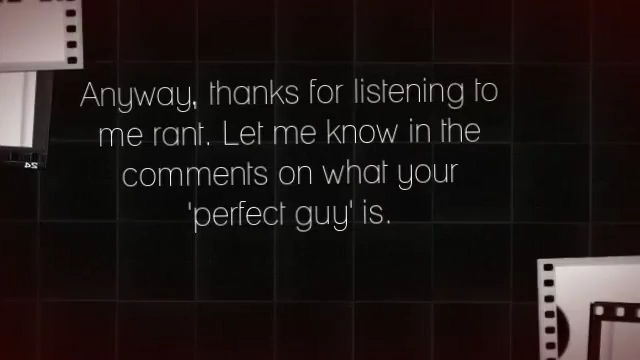 Anyway, thanks for listening to
me rant. Let me know in the
comments on what your
'perfect guy' is.
24